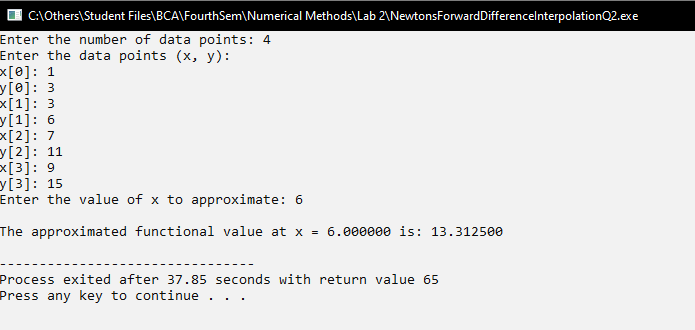 C:\Others\Student Files\BCA\FourthSem\Numerical Methods\Lab 2\NewtonsForwardDifferenceInterpolationQ2.exe
Enter the number of data points: 4
Enter the data points (x, y):
x[0]: 1
y[0]: 3
x[1]: 3
y[1]: 6
x[2]: 7
y[2]: 11
x[3]: 9
y[3]: 15
Enter the value of x to approximate: 6
The approximated functional value at x = 6.000000 is: 13.312500
--------------------------------
Process exited after 37.85 seconds with return value 65
Press any key to continue . . .